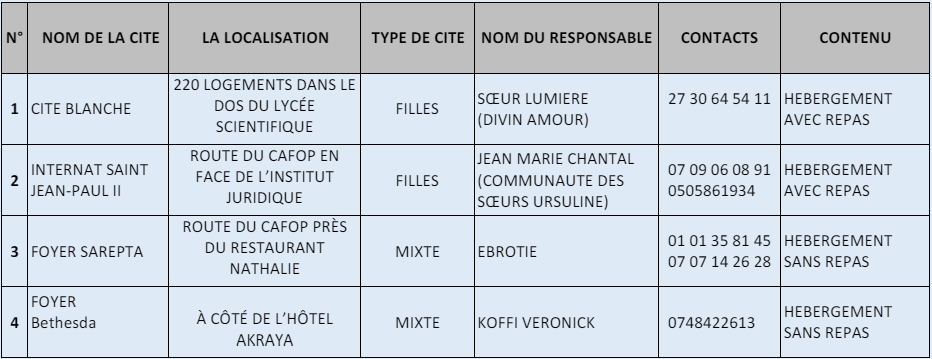 N° NOM DE LA CITE LA LOCALISATION TYPE DE CITE NOM DU RESPONSABLE CONTACTS CONTENU
1 CITE BLANCHE
220 LOGEMENTS DANS LE
DOS DU LYCÉE
SCIENTIFIQUE
FILLES
SŒUR LUMIERE
(DIVIN AMOUR)
27 30 64 54 11
HEBERGEMENT
AVEC REPAS
2
INTERNAT SAINT
JEAN-PAUL II
ROUTE DU CAFOP EN
FACE DE L’INSTITUT
JURIDIQUE
FILLES
JEAN MARIE CHANTAL
(COMMUNAUTE DES
SŒURS URSULINE)
07 09 06 08 91
0505861934
HEBERGEMENT
AVEC REPAS
3 FOYER SAREPTA
ROUTE DU CAFOP PRÈS
DU RESTAURANT
NATHALIE
MIXTE
EBROTIE
01 01 35 81 45
07 07 14 26 28
HEBERGEMENT
SANS REPAS
4
FOYER
Bethesda
À CÔTÉ DE L’HÔTEL
AKRAYA
MIXTE
KOFFI VERONICK
0748422613
HEBERGEMENT
SANS REPAS